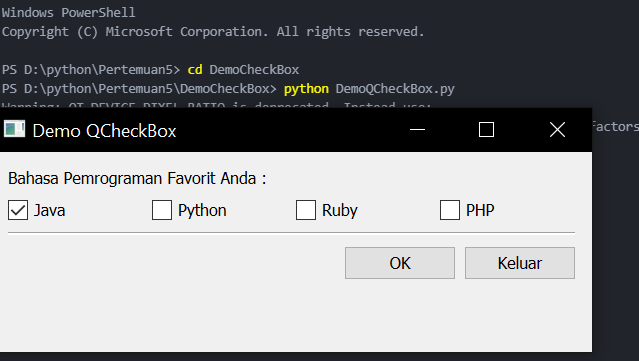 Windows PowerShell
Copyright (C) Microsoft Corporation. All rights reserved.
PS D:\python\Pertemuan5> cd DemoCheckBox
PS D:\python\Pertemuan5\DemoCheckBox> python DemoQCheckBox.py
Warning: QT_DEVICE_PIXEL_RATIO is deprecated. Instead use:
Factors
Demo QCheckBox
Bahasa Pemrograman Favorit Anda :
Java Python Ruby PHP
OK Keluar